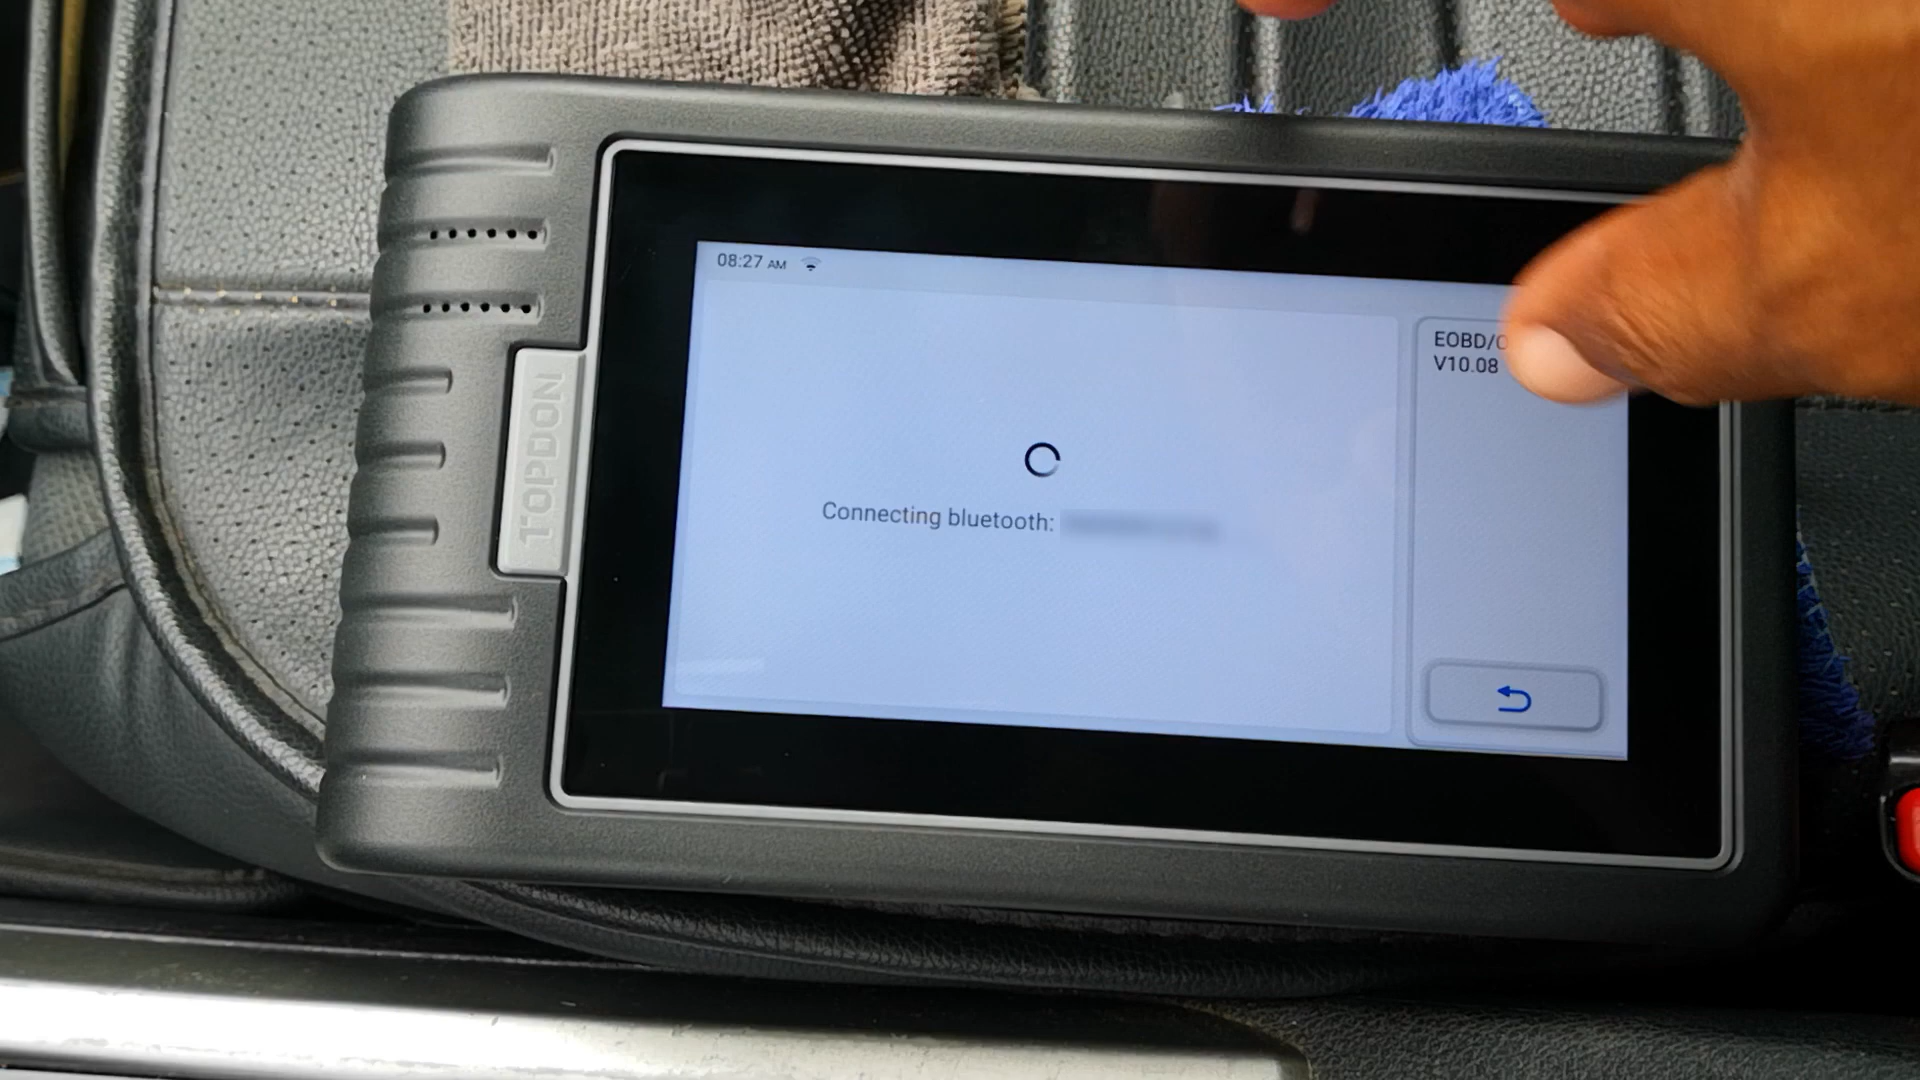 08:27 AM
EOBD/
V10.08
Connecting bluetooth:
TOPDON